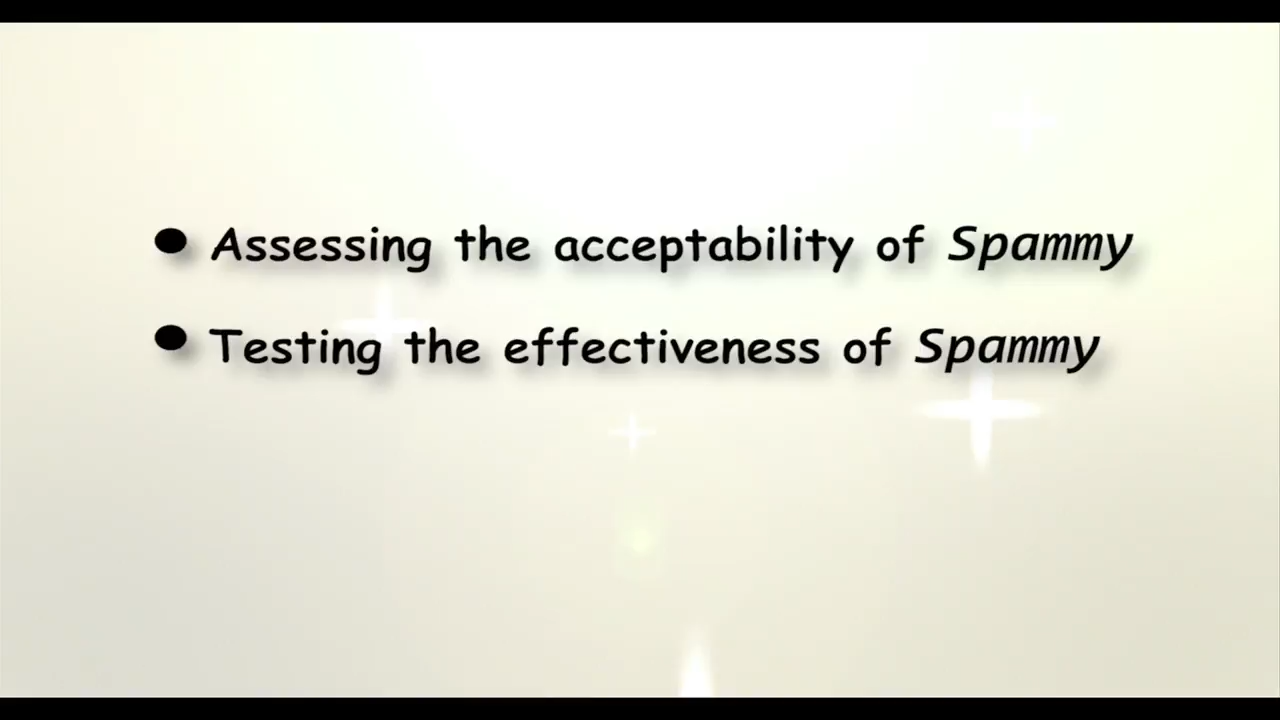 • Assessing the acceptability of Spammy
• Testing the effectiveness of Spammy